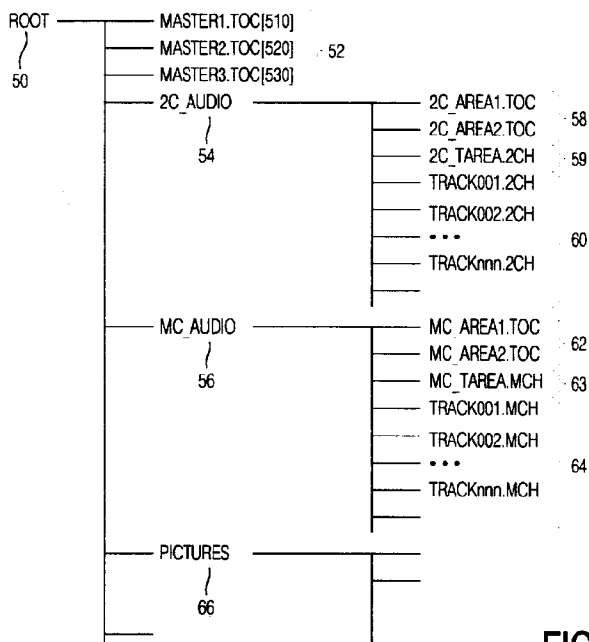 ROOT
MASTER1.TOC[510]
MASTER2.TOC[520]
52
MASTER3.TOC[530]
50
2C_AUDIO
54
2C_AREA1.TOC
58
2C_AREA2.TOC
2C_TAREA.2CH
59
TRACK001.2CH
TRACK002.2CH
• • •
60
TRACKnnn.2CH
MC_AUDIO
56
MC_AREA1.TOC
62
MC_AREA2.TOC
MC_TAREA.MCH
63
TRACK001.MCH
TRACK002.MCH
• • •
64
TRACKnnn.MCH
PICTURES
66
FIG